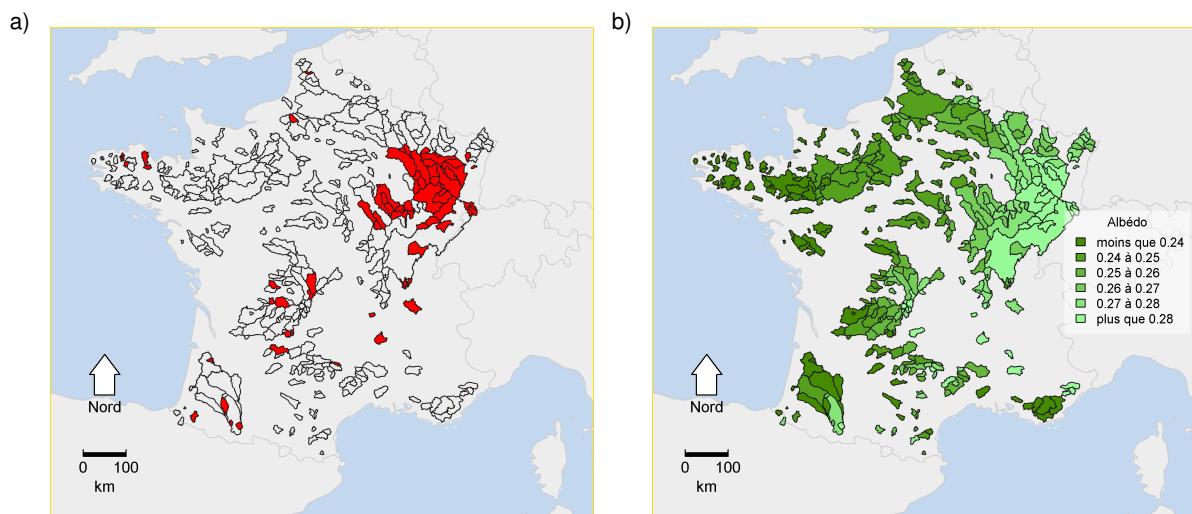 a)
Nord
0 100
km
b)
Albédo
moins que 0.24
0.24 à 0.25
0.25 à 0.26
0.26 à 0.27
0.27 à 0.28
plus que 0.28
Nord
0 100
km